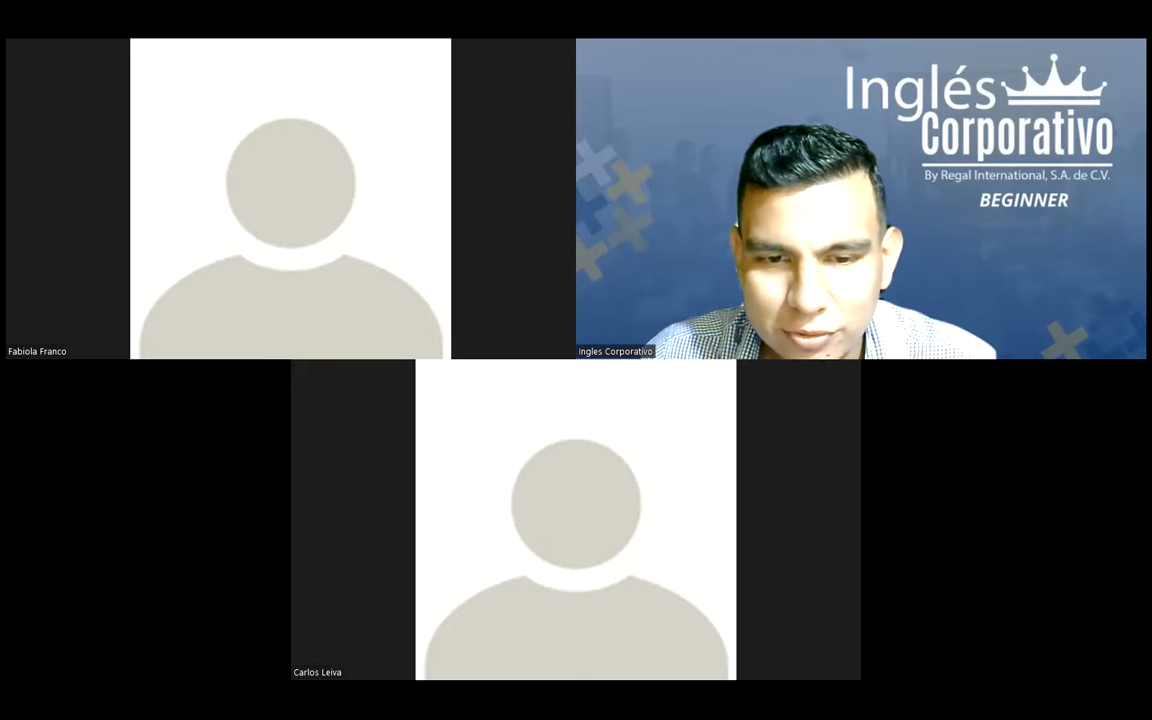 Inglés
Corporativo
By Regal International, S.A. de C.V.
BEGINNER
Fabiola Franco
Ingles Corporativo
Carlos Leiva